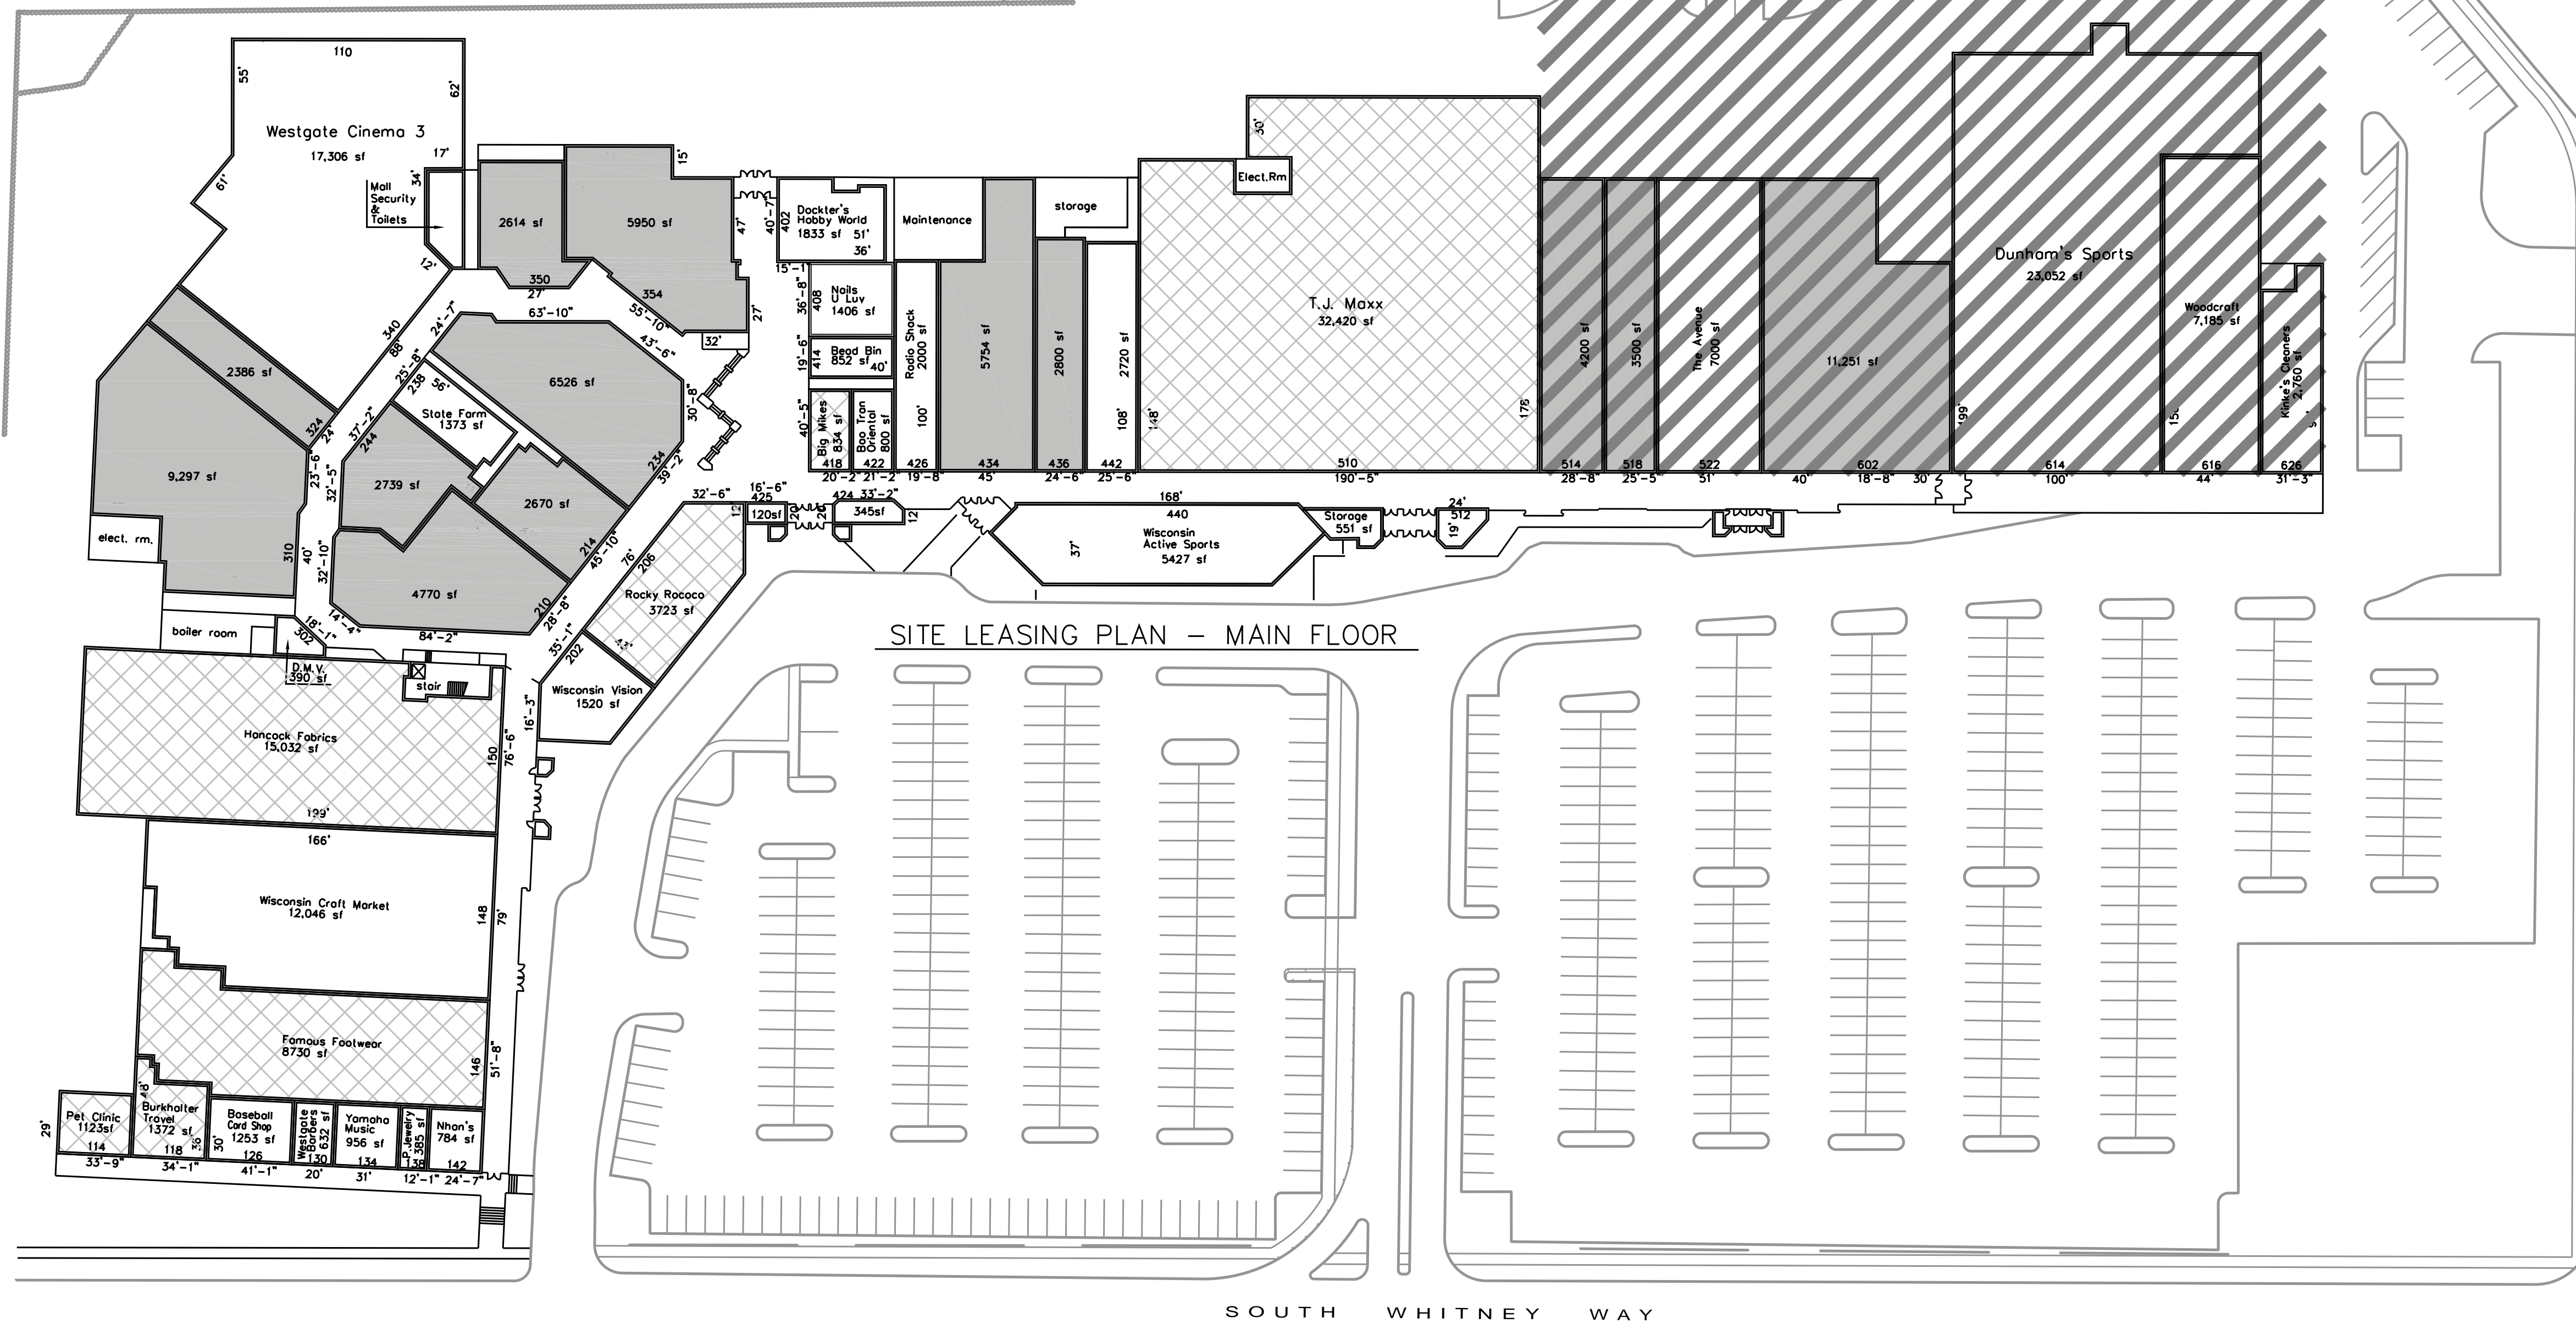 110
55'
62'
Westgate Cinema 3
17,306 sf
17'
61'
34'
12'
Mall
Security
&
Toilets
2614 sf
350
27'
5950 sf
15'
47'
354
55'-10"
27'
32'
63'-10"
24'-7"
43'-6"
340
88'
25'-8"
238
56'
6526 sf
30'-8"
234
39'-2"
State Farm
1373 sf
2386 sf
324
24'
37'-2"
244
9,297 sf
23'-6"
32'-5"
2739 sf
2670 sf
214
45'-10"
elect. rm.
310
40'
32'-10"
4770 sf
210
28'-8"
14'-4"
84'-2"
boiler room
302
18'-1"
D.M.V.
390 sf
stair
32'-6"
76'
206
Rocky Rococo
3723 sf
43'
35'-1"
202
Wisconsin Vision
1520 sf
16'-3"
Hancock Fabrics
15,032 sf
150
76'-6"
199'
166'
Wisconsin Craft Market
12,046 sf
148
79'
Famous Footwear
8730 sf
146
51'-8"
29'
Pet Clinic
1123sf
114
33'-9"
Burkhalter
Travel
1372 sf
118
36'
34'-1"
30'
Baseball
Card Shop
1253 sf
126
41'-1"
Westgate
Barbers
632 sf
130
20'
Yamaha
Music
956 sf
134
31'
P. Jewelry
385 sf
138
12'-1"
Nhan's
784 sf
142
24'-7"
40'-7"
402
Dockter's
Hobby World
1833 sf
51'
36'
15'-1"
36'-8"
408
Nails
U Luv
1406 sf
19'-6"
414
Bead Bin
852 sf
40'
40'-5"
Big Mikes
834 sf
418
20'-2"
Bao Tran
Oriental
800 sf
422
21'-2"
Maintenance
Radio Shack
2000 sf
100'
426
19'-8"
5754 sf
434
45'
storage
2800 sf
436
24'-6"
2720 sf
108'
442
25'-6"
30'
Elect.Rm
T.J. Maxx
32,420 sf
148'
178'
510
190'-5"
4200 sf
514
28'-8"
3500 sf
518
25'-5"
The Avenue
7000 sf
522
51'
11,251 sf
602
40'
18'-8"
30'
Dunham's Sports
23,052 sf
199'
614
100'
Woodcraft
7,185 sf
616
44'
Kinke's Cleaners
2,760 sf
626
31'-3"
16'-6"
425
12'
120sf
20'
20'
424
33'-2"
345sf
12'
168'
440
37'
Wisconsin
Active Sports
5427 sf
Storage
551 sf
24'
512
19'
SITE LEASING PLAN – MAIN FLOOR
SOUTH WHITNEY WAY